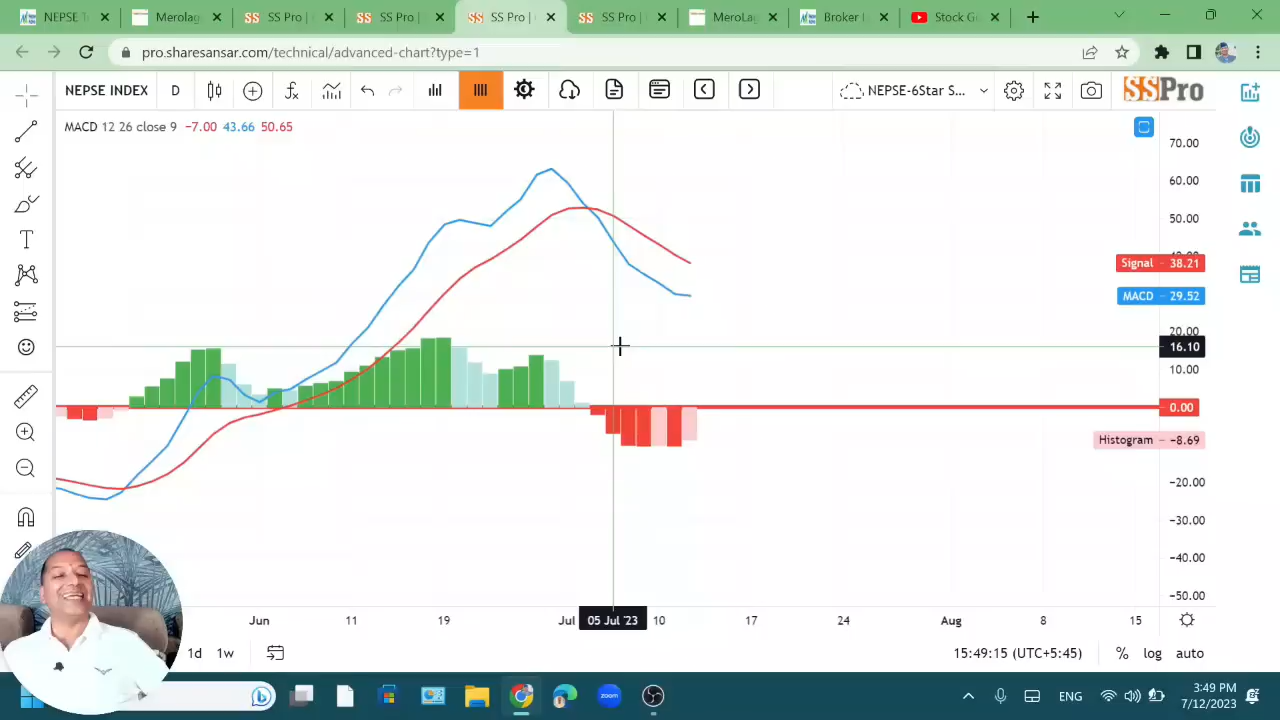 SS Pro |
Merolag
SS Pro |
SS Pro |
SS Pro |
SS Pro |
MeroLag
Broker L
Stock G
pro.sharesansar.com/technical/advanced-chart?type=1
NEPSE INDEX D NEPSE-6Star S... SSPro
MACD 12 26 close 9 −7.00 43.66 50.65
70.00
60.00
50.00
Signal − 38.21
MACD − 29.52
20.00
16.10
10.00
0.00
Histogram − −8.69
−20.00
−30.00
−40.00
−50.00
Jun 11 19 Jul 05 Jul '23 10 17 24 Aug 8 15
1d 1w 15:49:15 (UTC+5:45) % log auto
zoom
ENG
3:49 PM
7/12/2023